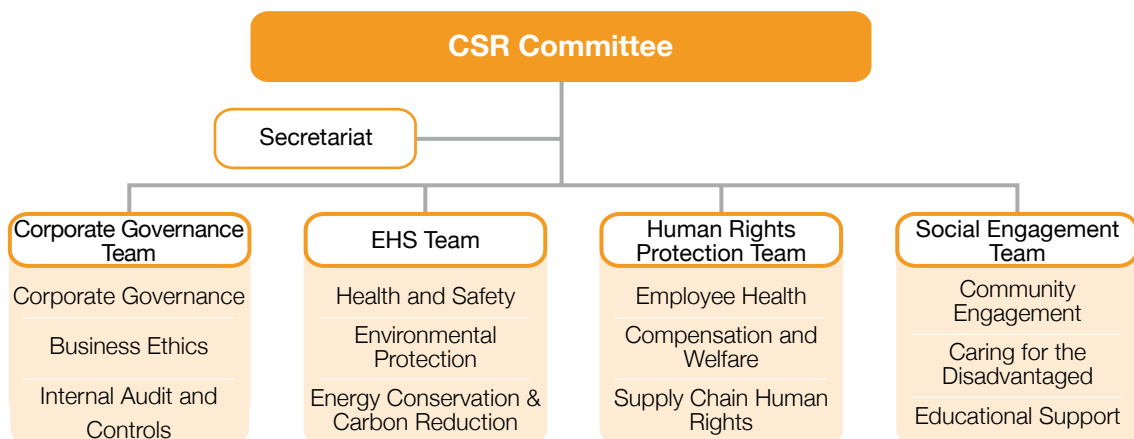 CSR Committee
Secretariat
Corporate Governance
Team
Corporate Governance
Business Ethics
Internal Audit and
Controls
EHS Team
Health and Safety
Environmental
Protection
Energy Conservation &
Carbon Reduction
Human Rights
Protection Team
Employee Health
Compensation and
Welfare
Supply Chain Human
Rights
Social Engagement
Team
Community
Engagement
Caring for the
Disadvantaged
Educational Support